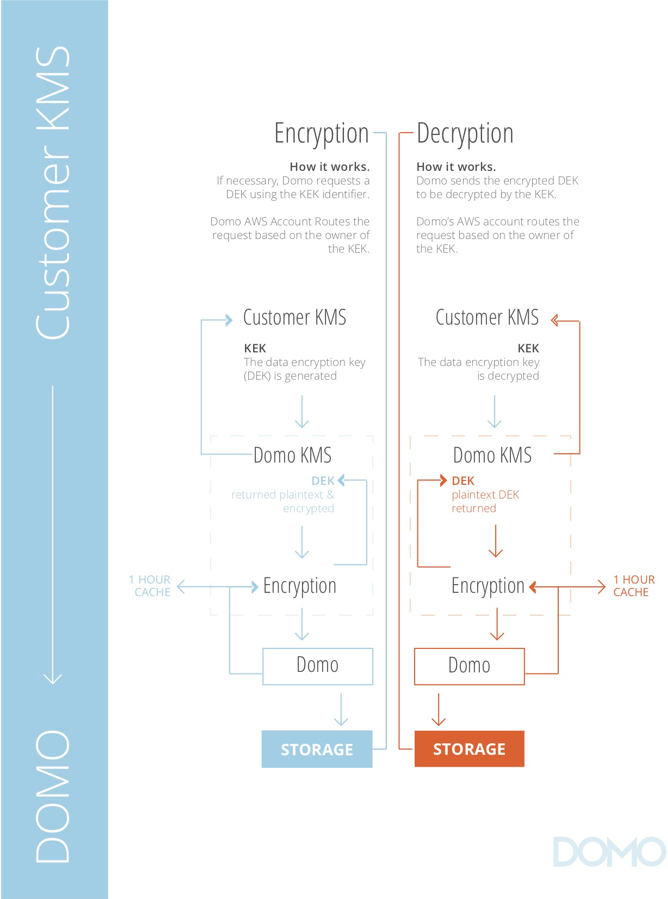 Customer KMS
DOMO
Encryption
How it works.
If necessary, Domo requests a
DEK using the KEK identifier.
Domo AWS Account Routes the
request based on the owner of
the KEK.
Customer KMS
KEK
The data encryption key
(DEK) is generated
Domo KMS
DEK
returned plaintext &
encrypted
1 HOUR
CACHE
Encryption
Domo
STORAGE
Decryption
How it works.
Domo sends the encrypted DEK
to be decrypted by the KEK.
Domo's AWS account routes the
request based on the owner of
the KEK.
Customer KMS
KEK
The data encryption key
is decrypted
Domo KMS
DEK
plaintext DEK
returned
Encryption
1 HOUR
CACHE
Domo
STORAGE
DOMO